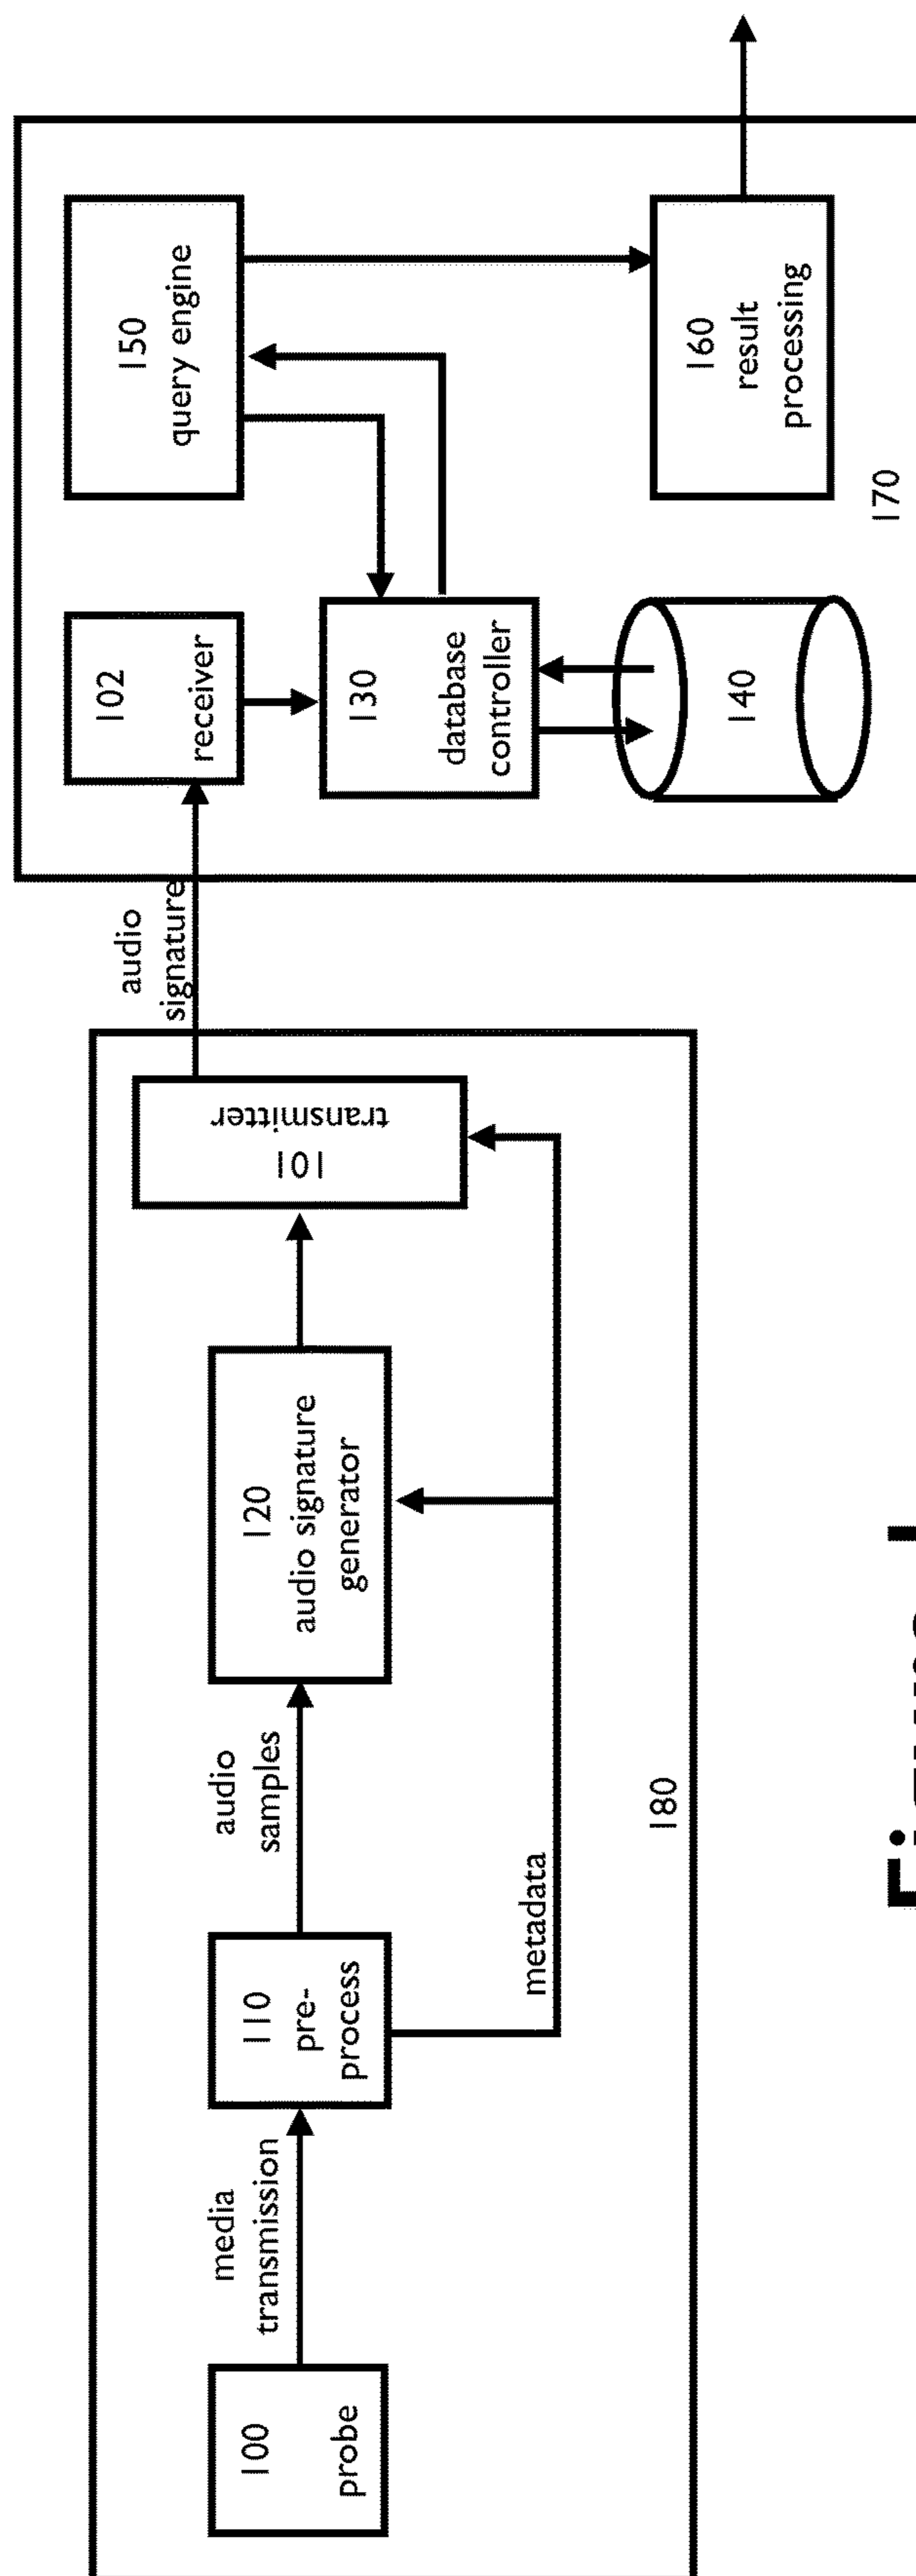 100
probe
media
transmission
110
pre-
process
audio
samples
metadata
120
audio signature
generator
101
transmitter
180
audio
signature
102
receiver
130
database
controller
140
150
query engine
160
result
processing
170